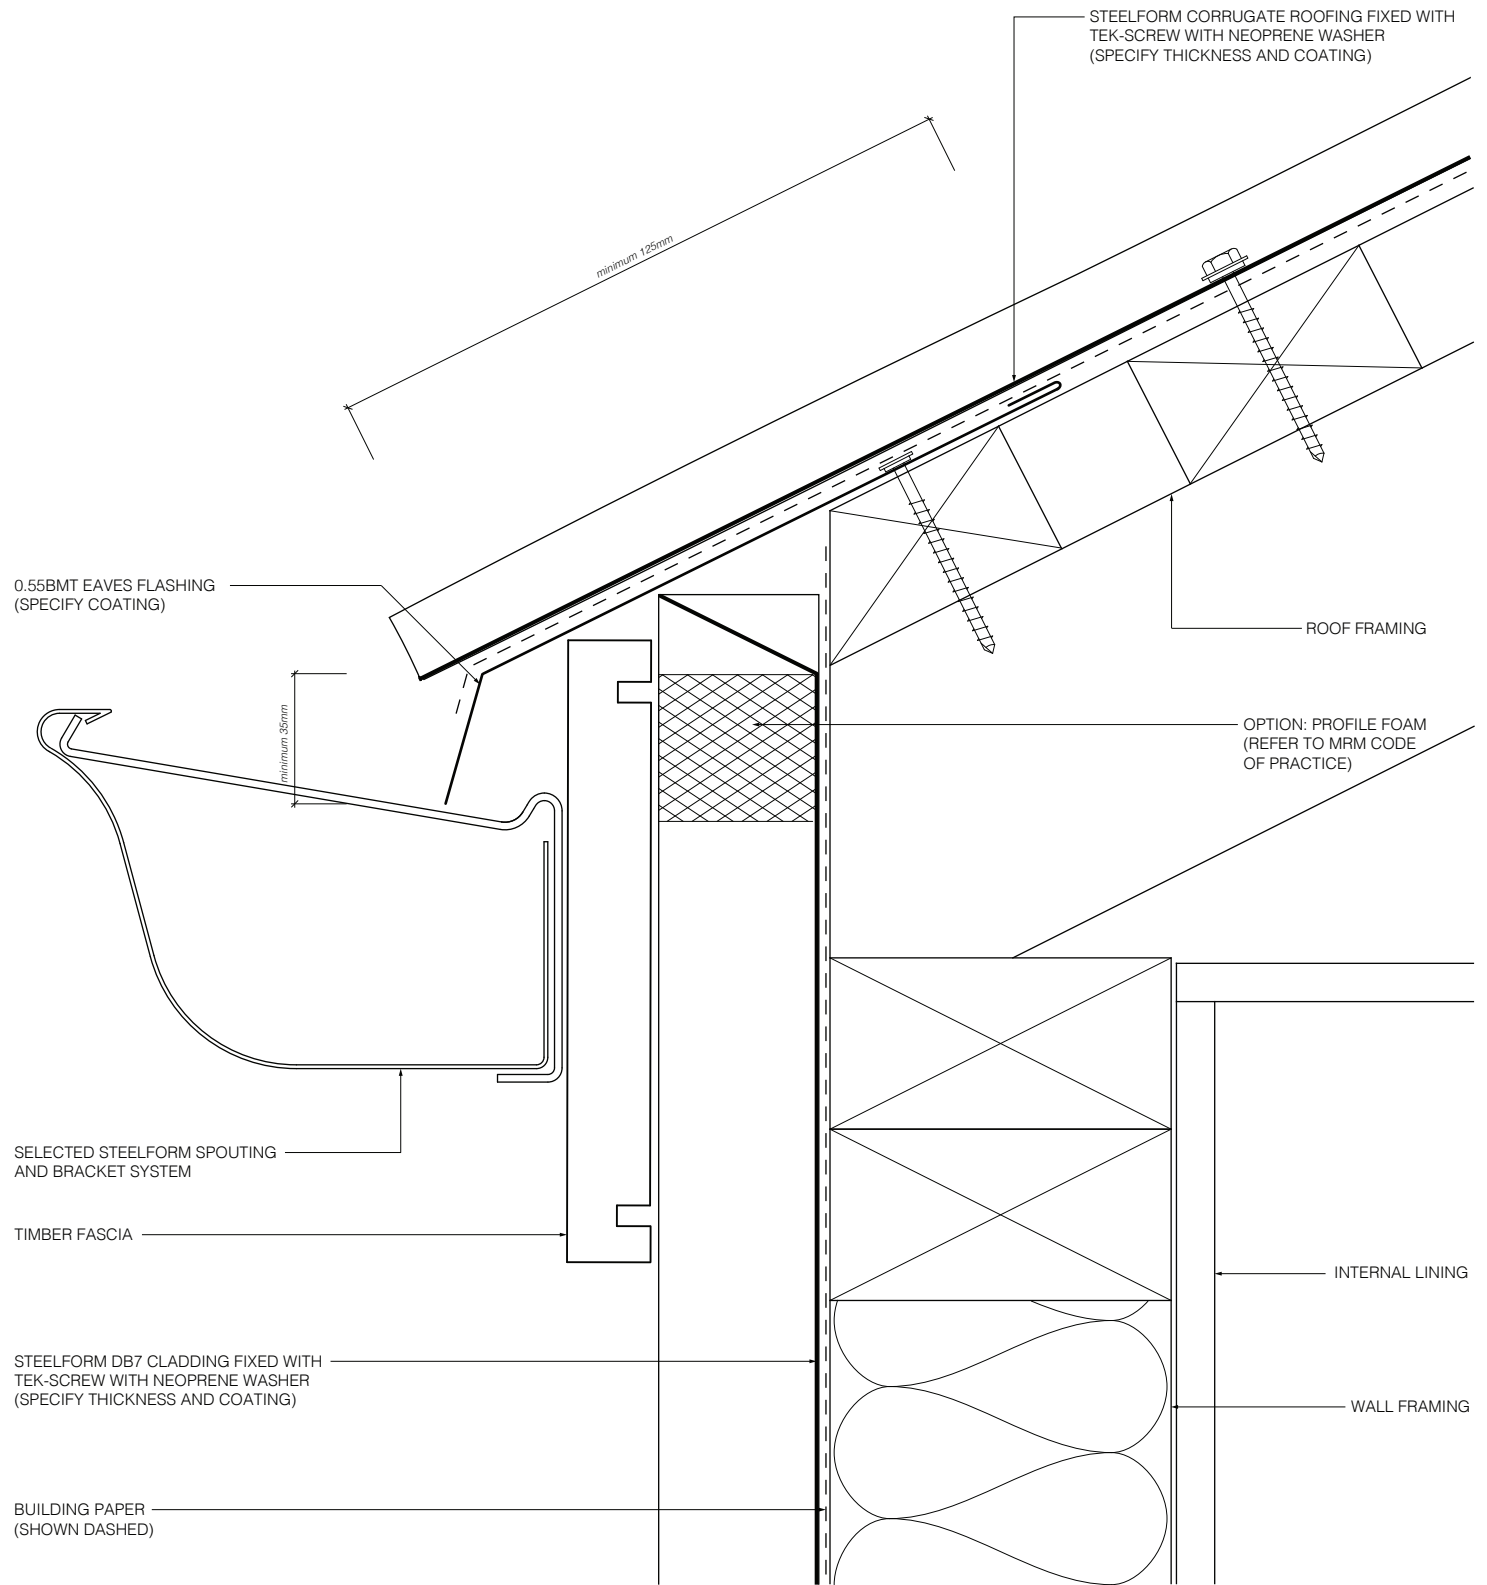 STEELFORM CORRUGATE ROOFING FIXED WITH
TEK-SCREW WITH NEOPRENE WASHER
(SPECIFY THICKNESS AND COATING)
minimum 125mm
0.55BMT EAVES FLASHING
(SPECIFY COATING)
ROOF FRAMING
minimum 35mm
OPTION: PROFILE FOAM
(REFER TO MRM CODE
OF PRACTICE)
SELECTED STEELFORM SPOUTING
AND BRACKET SYSTEM
TIMBER FASCIA
INTERNAL LINING
STEELFORM DB7 CLADDING FIXED WITH
TEK-SCREW WITH NEOPRENE WASHER
(SPECIFY THICKNESS AND COATING)
WALL FRAMING
BUILDING PAPER
(SHOWN DASHED)